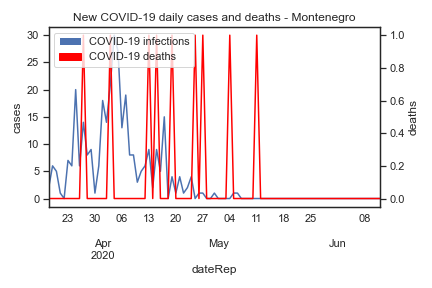 New COVID-19 daily cases and deaths - Montenegro
COVID-19 infections
COVID-19 deaths
cases
30
25
20
15
10
5
0
deaths
1.0
0.8
0.6
0.4
0.2
0.0
23 30 06 13 20 27 04 11 18 25 08
Apr May Jun
2020
dateRep